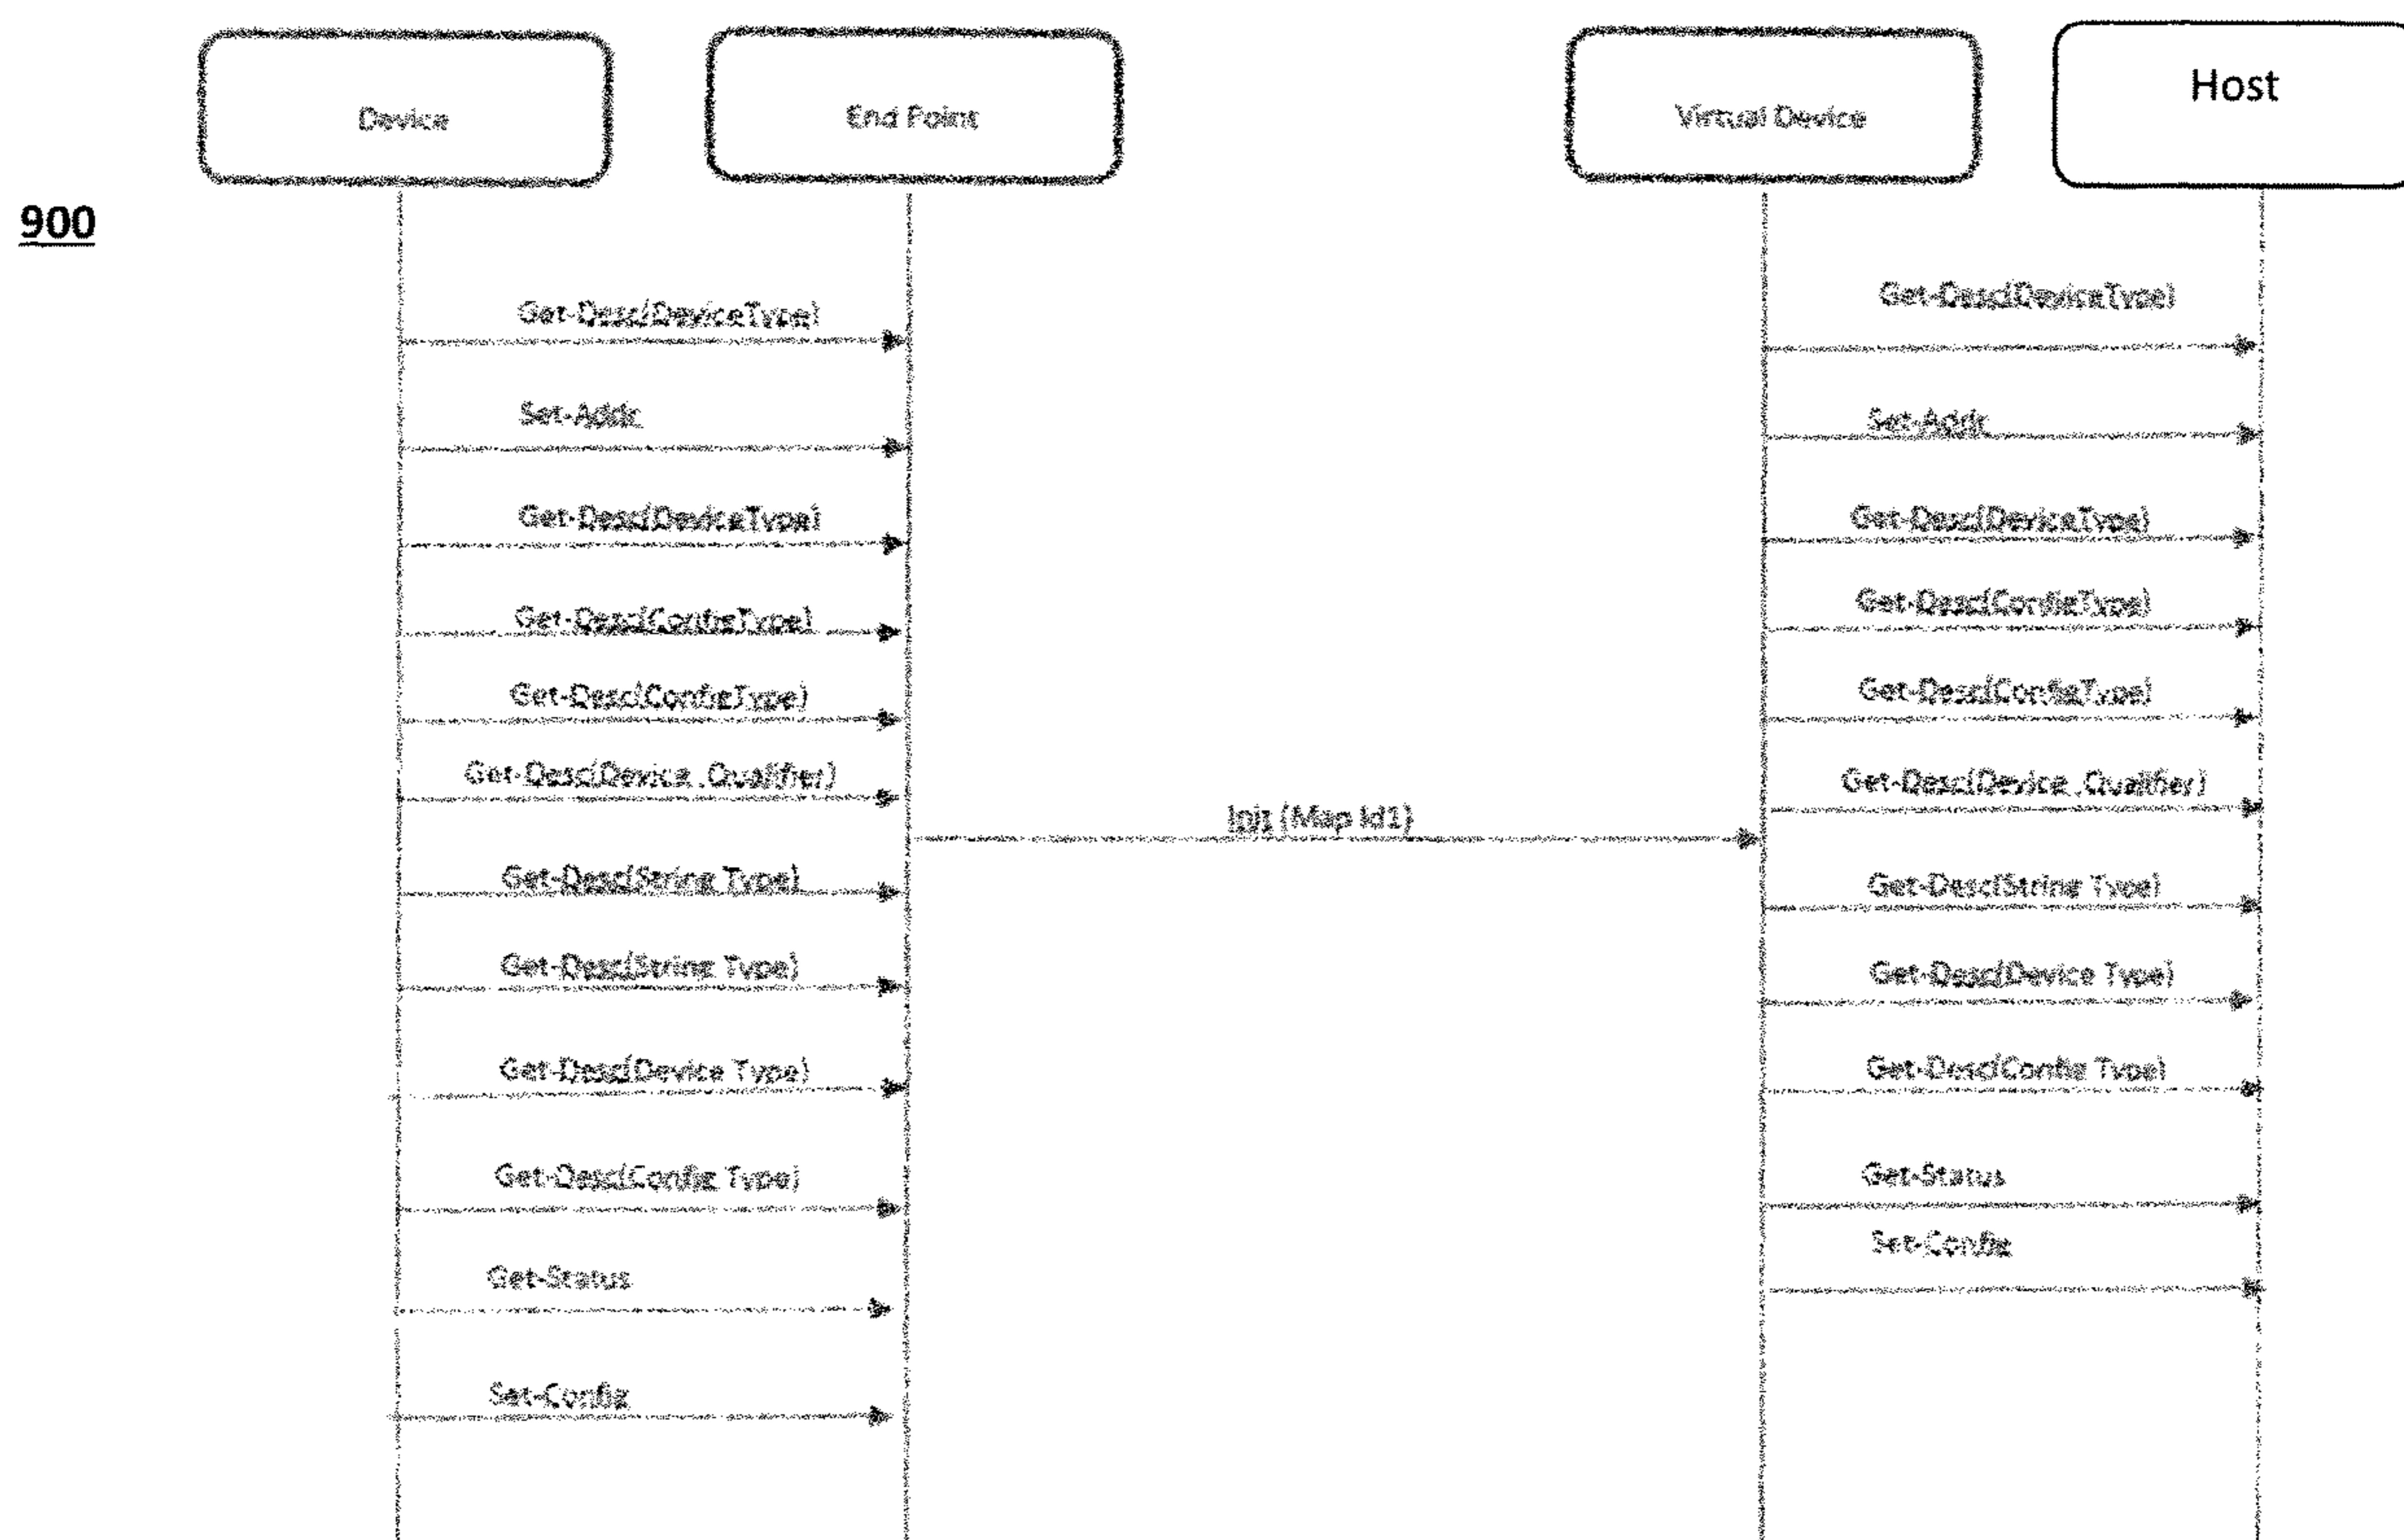 Device
End Point
Virtual Device
Host
900
Get-Desc(DeviceType)
Set-Addr
Get-Desc(DeviceType)
Get-Desc(ConfigType)
Get-Desc(ConfigType)
Get-Desc(Device .Qualifier)
Get-Desc(String Type)
Get-Desc(String Type)
Get-Desc(Device Type)
Get-Desc(Config Type)
Get-Status
Set-Config
Init (Map Id1)
Get-Desc(DeviceType)
Set-Addr
Get-Desc(DeviceType)
Get-Desc(ConfigType)
Get-Desc(ConfigType)
Get-Desc(Device .Qualifier)
Get-Desc(String Type)
Get-Desc(Device Type)
Get-Desc(Config Type)
Get-Status
Set-Config